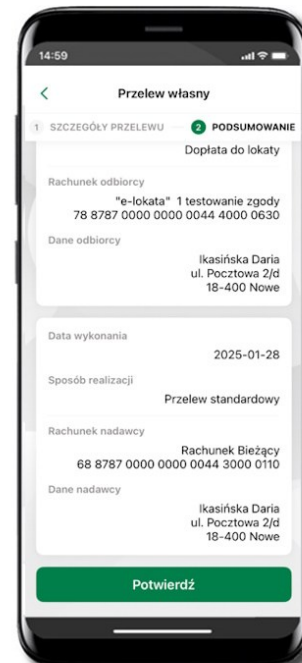 14:59
Przelew własny
1 SZCZEGÓŁY PRZELEWU 2 PODSUMOWANIE
Dopłata do lokaty
Rachunek odbiorcy
"e-lokata" 1 testowanie zgody
78 8787 0000 0000 0044 4000 0630
Dane odbiorcy
Ikasińska Daria
ul. Pocztowa 2/d
18-400 Nowe
Data wykonania
2025-01-28
Sposób realizacji
Przelew standardowy
Rachunek nadawcy
Rachunek Bieżący
68 8787 0000 0000 0044 3000 0110
Dane nadawcy
Ikasińska Daria
ul. Pocztowa 2/d
18-400 Nowe
Potwierdź